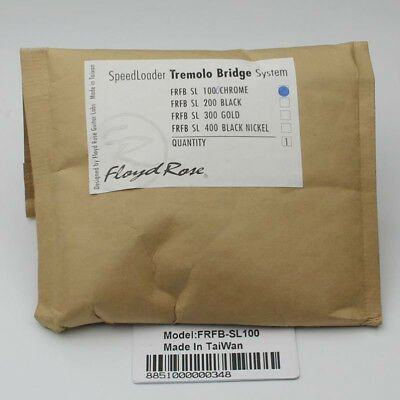 SpeedLoader Tremolo Bridge System
FRFB SL 100 CHROME
FRFB SL 200 BLACK
FRFB SL 300 GOLD
FRFB SL 400 BLACK NICKEL
QUANTITY 1
Designed by Floyd Rose Guitar Labs Made in Taiwan
Floyd Rose
Model:FRFB-SL100
Made In TaiWan
8851000000348